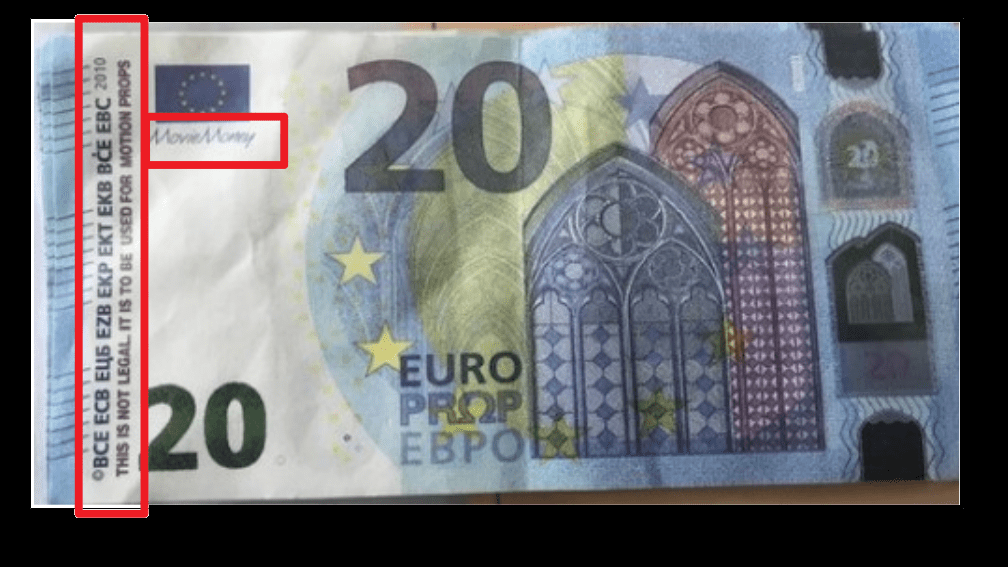 ©BCE ECB ЕЦБ EZB EKP EKT EKB BĊE EBC 2010
THIS IS NOT LEGAL, IT IS TO BE USED FOR MOTION PROPS
MovieMoney
20
20
EURO
PRΩP
ЕВРО
20
20